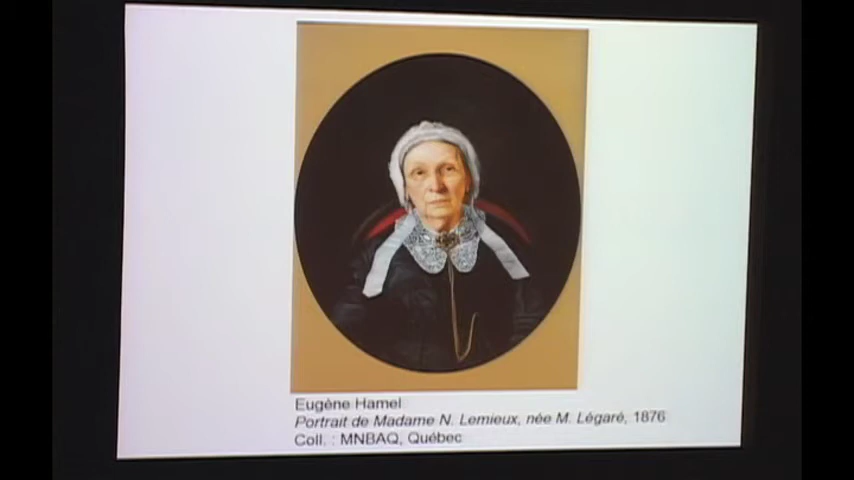 Eugène Hamel
Portrait de Madame N. Lemieux, née M. Légaré, 1876
Coll. : MNBAQ, Québec